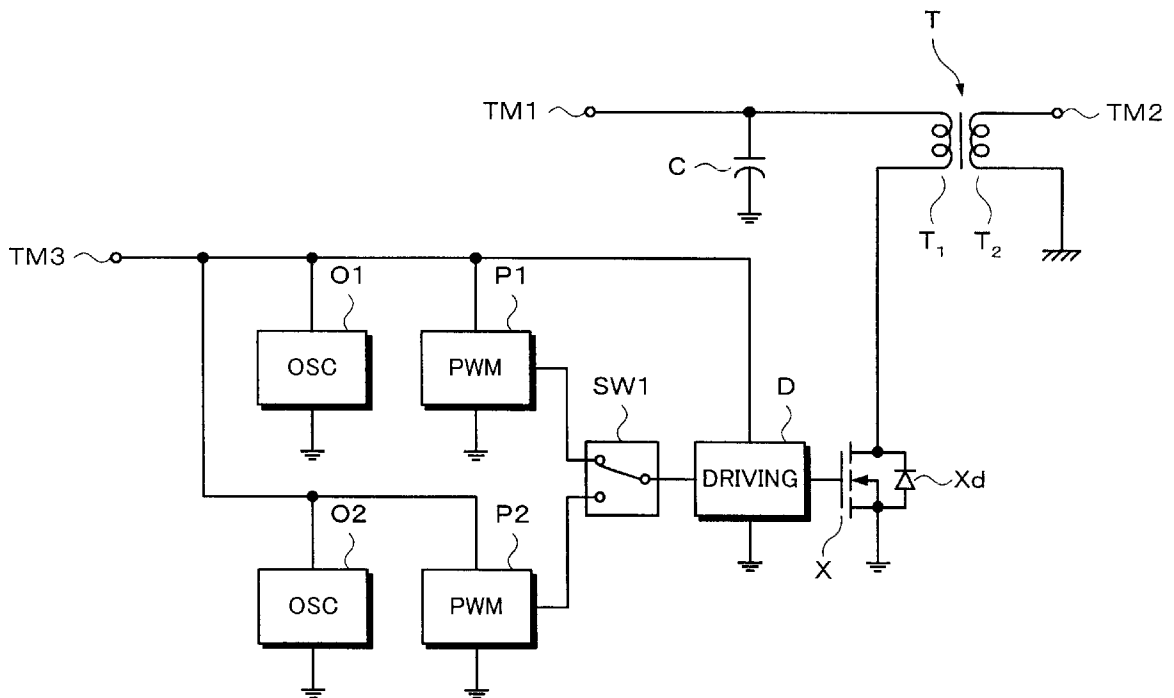 T
TM1
TM2
C
T1
T2
TM3
O1
P1
OSC
PWM
SW1
D
DRIVING
Xd
X
O2
P2
OSC
PWM